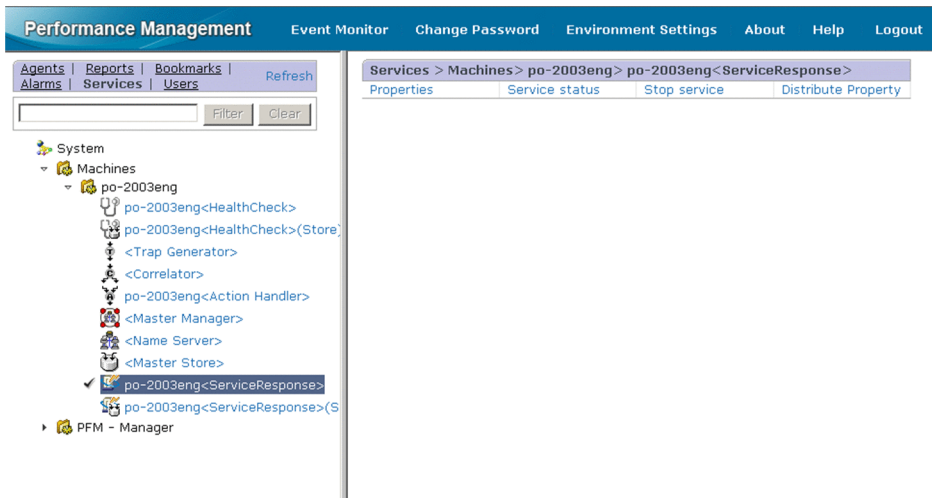 Performance Management Event Monitor Change Password Environment Settings About Help Logout
Agents | Reports | Bookmarks | Refresh
Alarms | Services | Users
Filter Clear
System
Machines
po-2003eng
po-2003eng<HealthCheck>
po-2003eng<HealthCheck>(Store)
<Trap Generator>
<Correlator>
po-2003eng<Action Handler>
<Master Manager>
<Name Server>
<Master Store>
po-2003eng<ServiceResponse>
po-2003eng<ServiceResponse>(S
PFM - Manager
Services > Machines> po-2003eng> po-2003eng<ServiceResponse>
Properties Service status Stop service Distribute Property